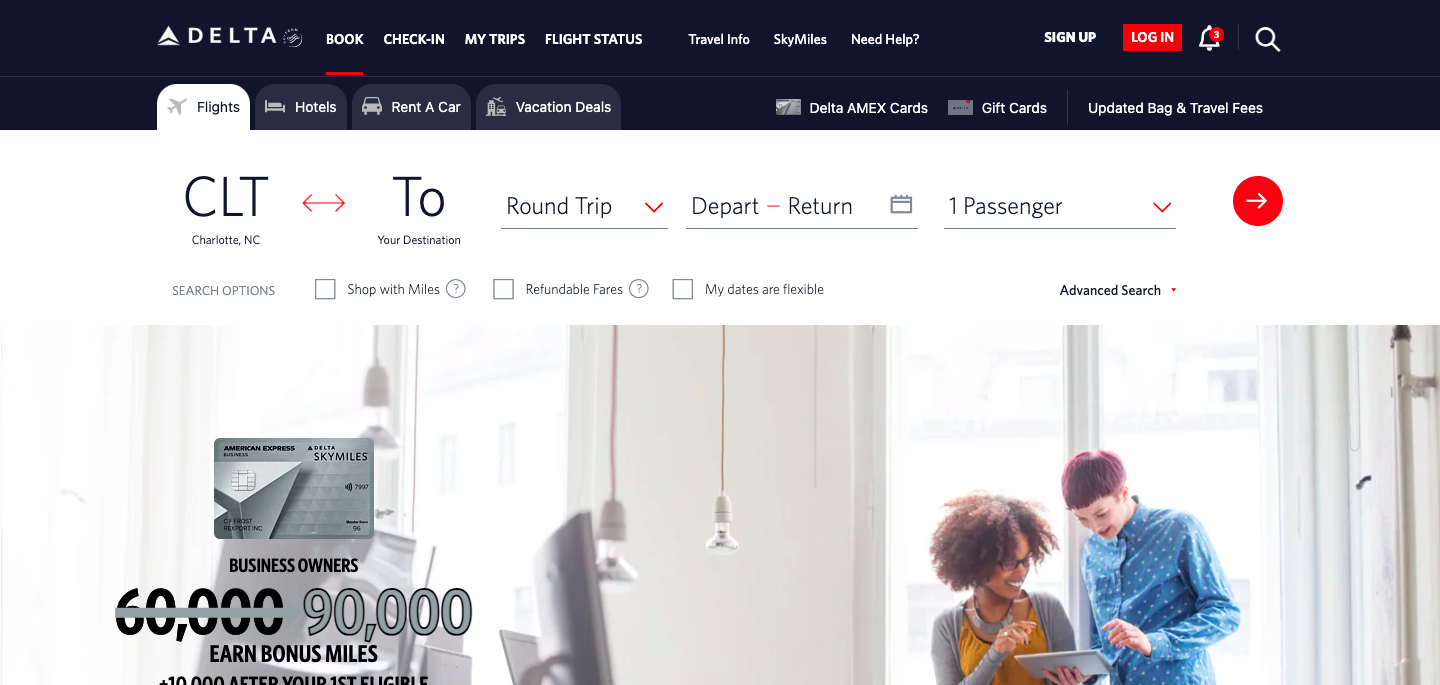 DELTA BOOK CHECK-IN MY TRIPS FLIGHT STATUS Travel Info SkyMiles Need Help? SIGN UP LOG IN 3
Flights Hotels Rent A Car Vacation Deals Delta AMEX Cards Gift Cards Updated Bag & Travel Fees
CLT To Round Trip Depart – Return 1 Passenger
Charlotte, NC Your Destination
SEARCH OPTIONS Shop with Miles ? Refundable Fares ? My dates are flexible Advanced Search
AMERICAN EXPRESS DELTA
BUSINESS SKYMILES
7997
C F FROST Member Since
REXPORT INC 96
BUSINESS OWNERS
60,000 90,000
EARN BONUS MILES
+10,000 AFTER YOUR 1ST ELIGIBLE